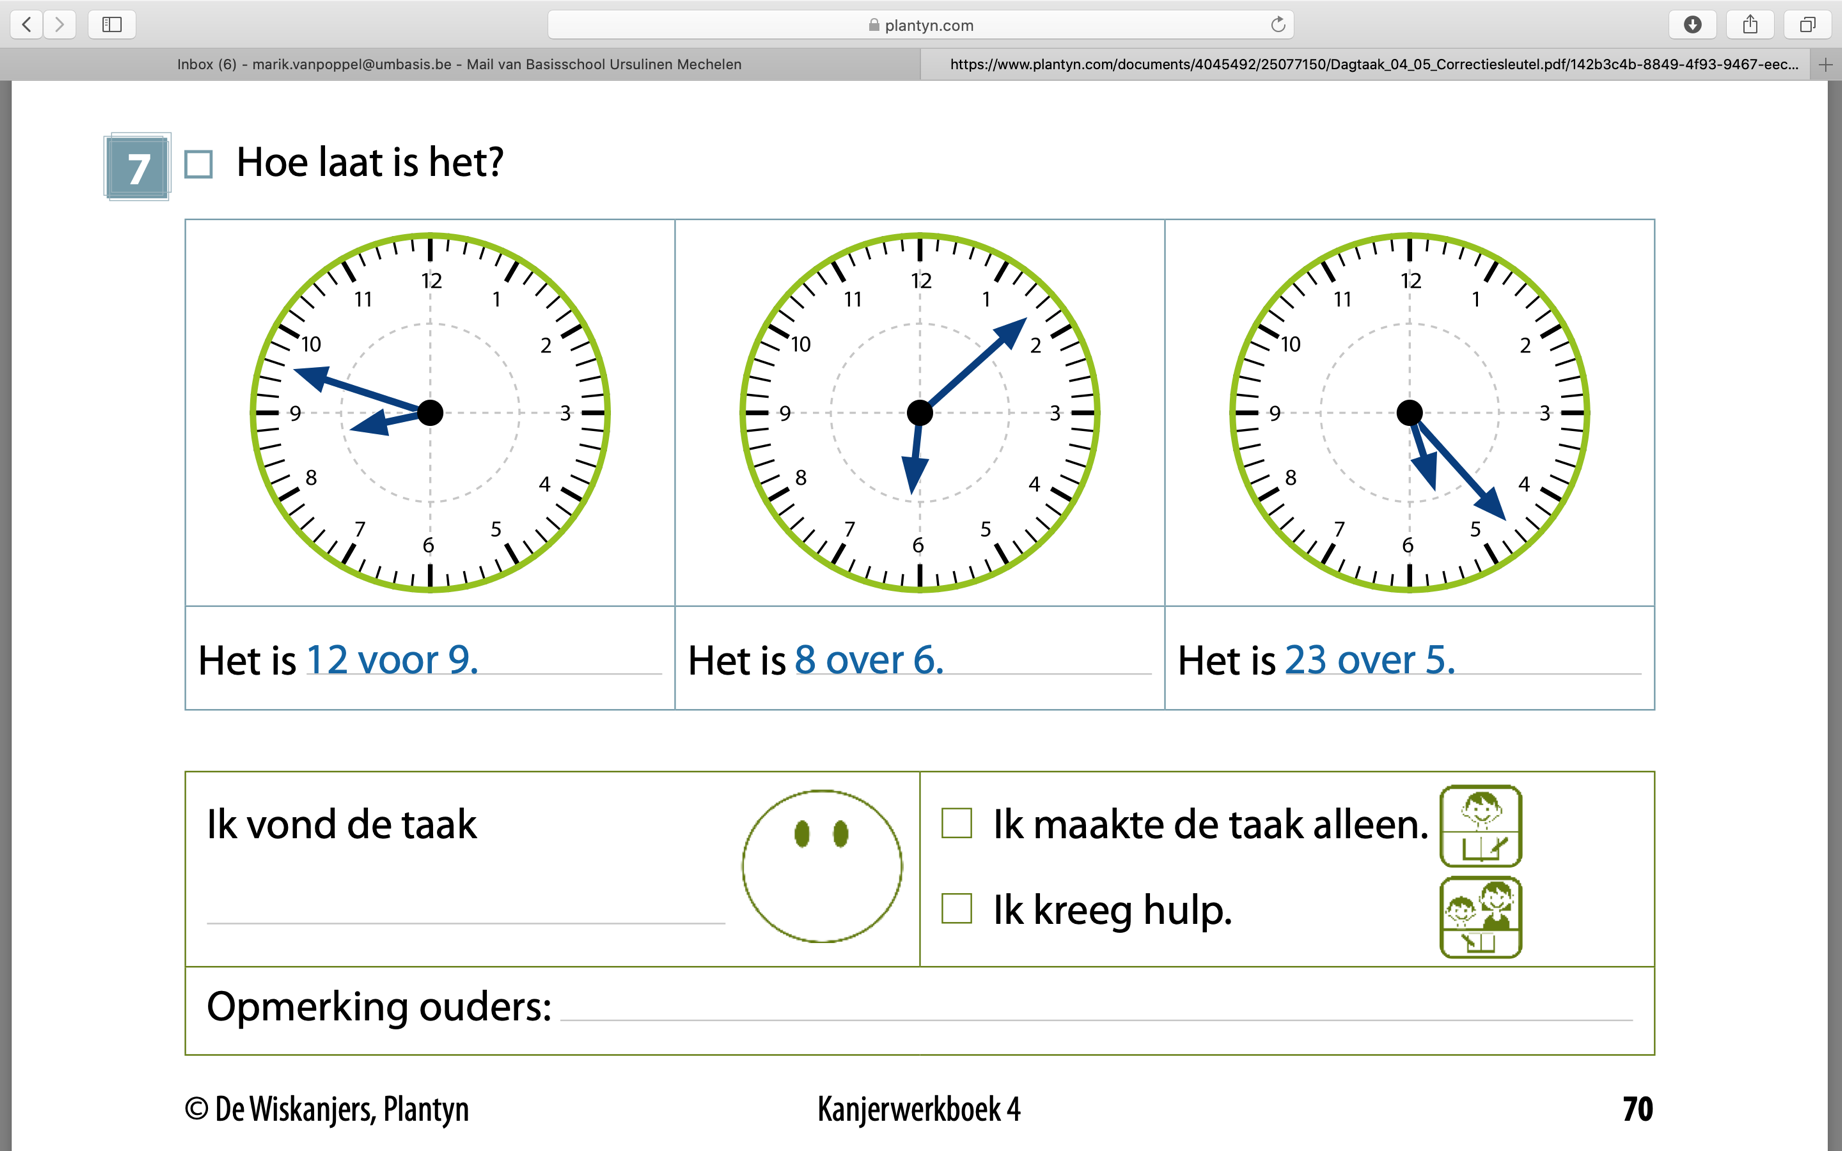 plantyn.com
Inbox (6) - marik.vanpoppel@umbasis.be - Mail van Basisschool Ursulinen Mechelen
https://www.plantyn.com/documents/4045492/25077150/Dagtaak_04_05_Correctiesleutel.pdf/142b3c4b-8849-4f93-9467-eec...
7 Hoe laat is het?
12 1 2 3 4 5 6 7 8 9 10 11
12 1 2 3 4 5 6 7 8 9 10 11
12 1 2 3 4 5 6 7 8 9 10 11
Het is 12 voor 9.
Het is 8 over 6.
Het is 23 over 5.
Ik vond de taak
Ik maakte de taak alleen.
Ik kreeg hulp.
Opmerking ouders:
© De Wiskanjers, Plantyn
Kanjerwerkboek 4
70